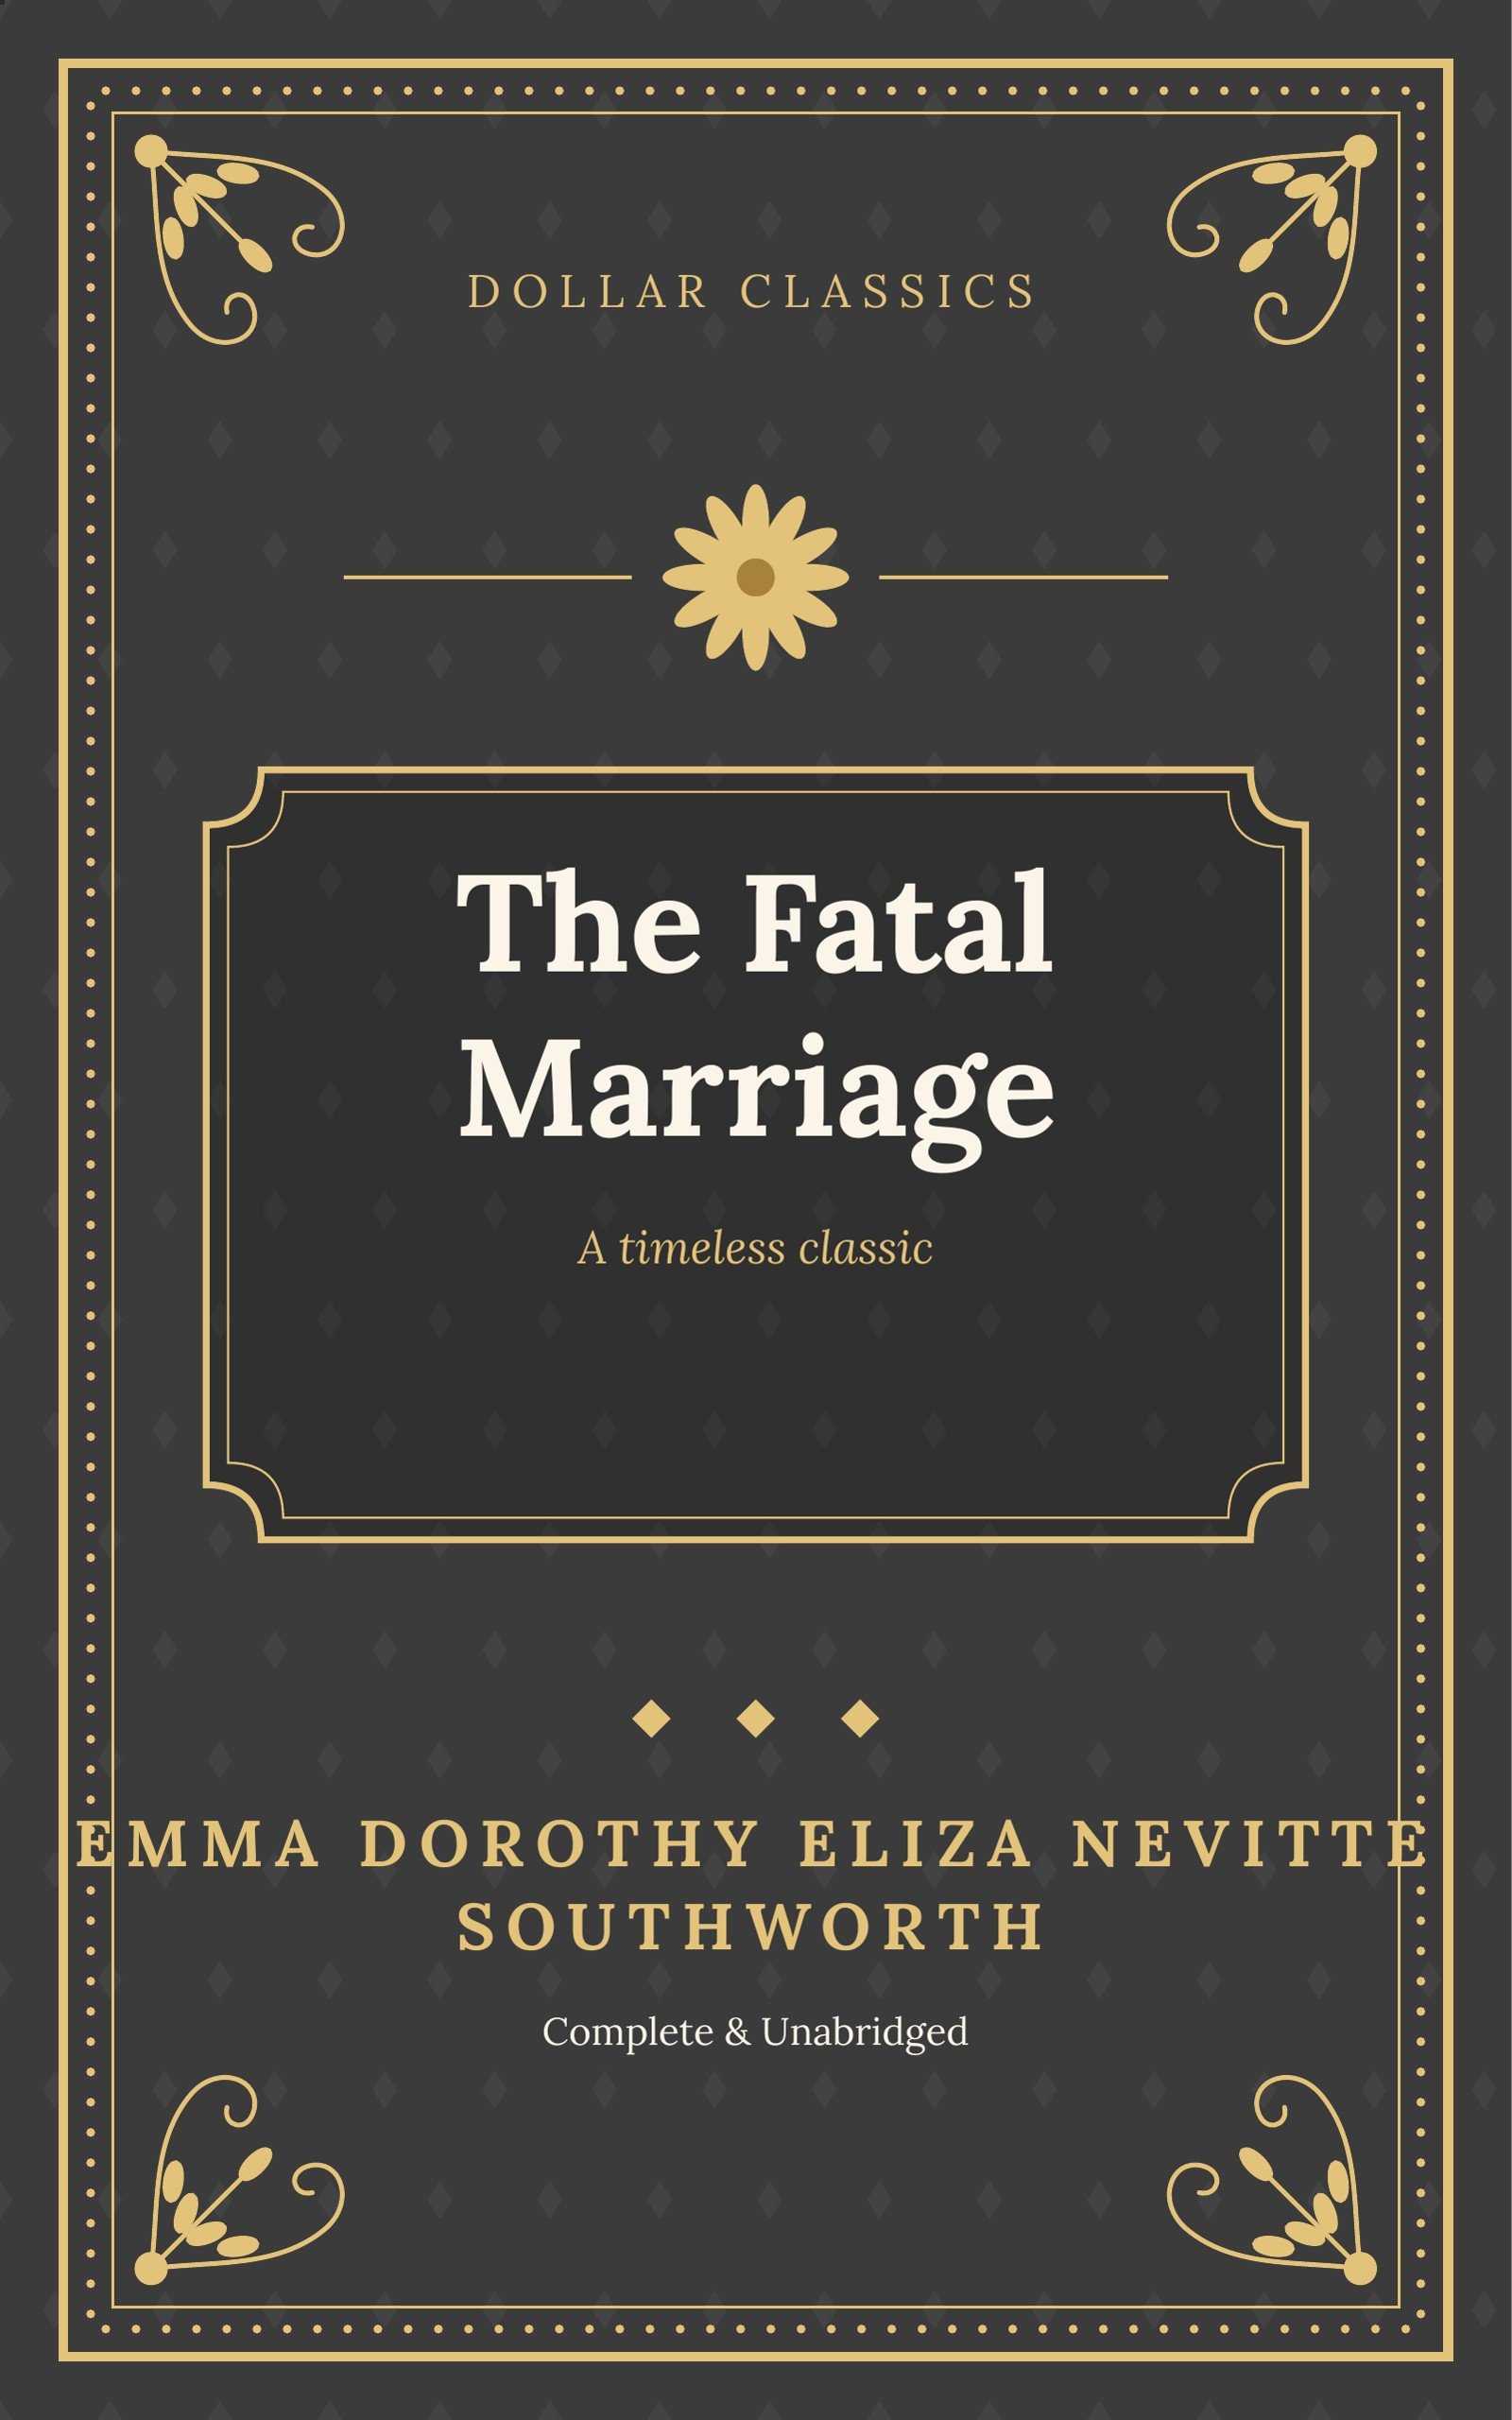 DOLLAR CLASSICS
The Fatal
Marriage
A timeless classic
EMMA DOROTHY ELIZA NEVITTE
SOUTHWORTH
Complete & Unabridged